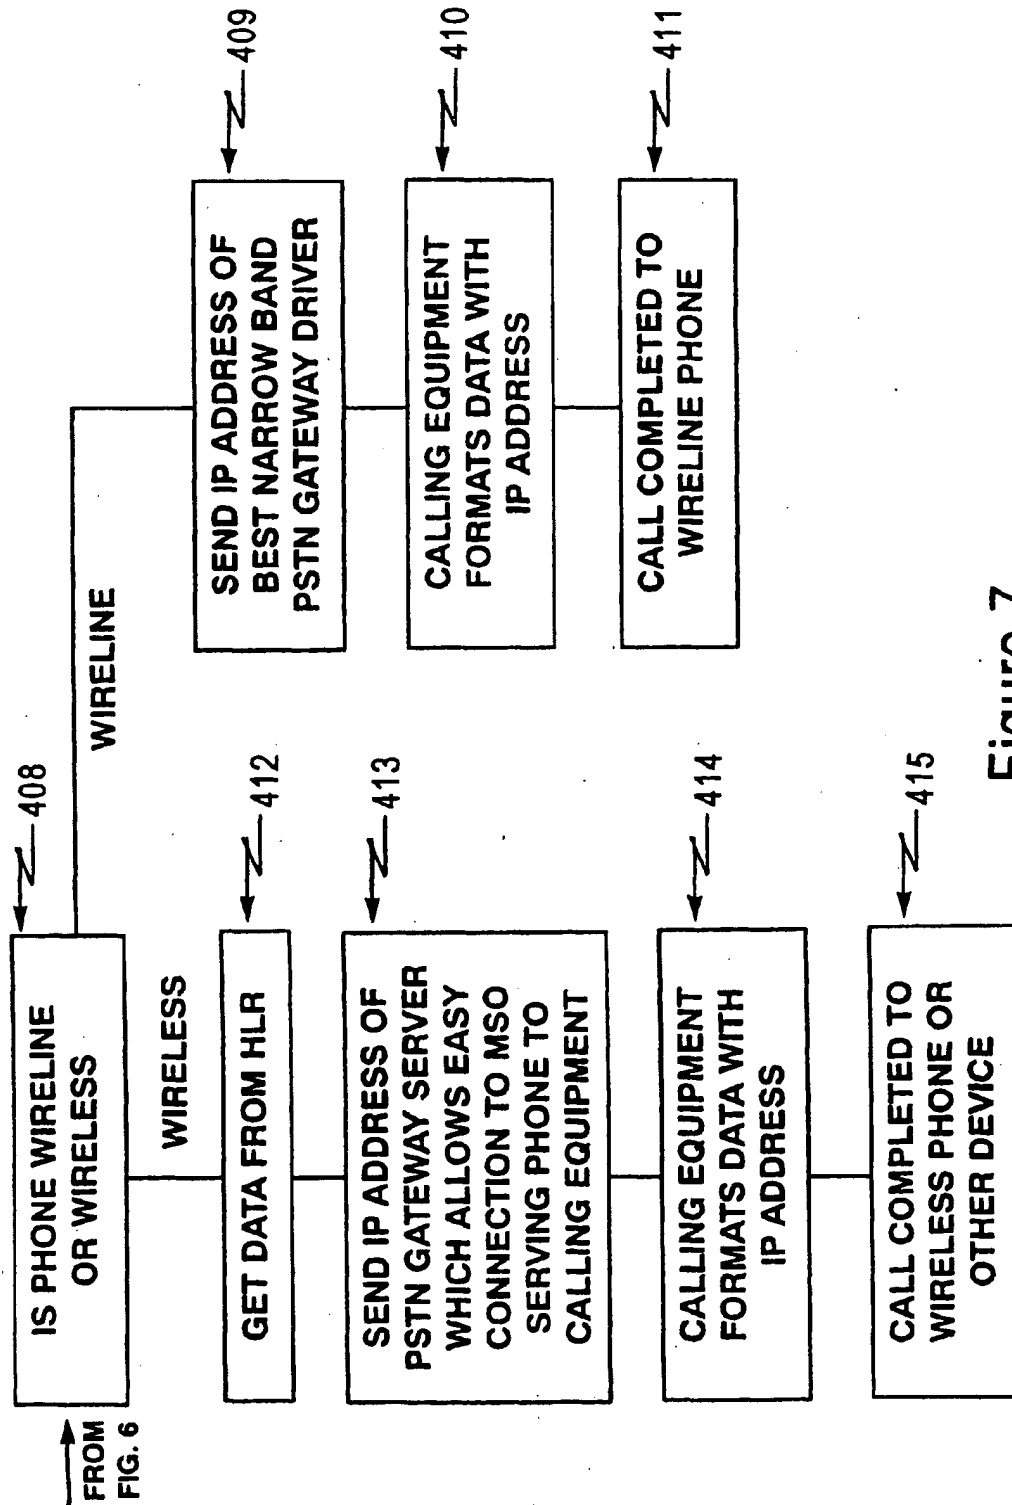 FROM
FIG. 6
IS PHONE WIRELINE
OR WIRELESS
408
WIRELINE
WIRELESS
GET DATA FROM HLR
412
SEND IP ADDRESS OF
PSTN GATEWAY SERVER
WHICH ALLOWS EASY
CONNECTION TO MSO
SERVING PHONE TO
CALLING EQUIPMENT
413
CALLING EQUIPMENT
FORMATS DATA WITH
IP ADDRESS
414
CALL COMPLETED TO
WIRELESS PHONE OR
OTHER DEVICE
415
SEND IP ADDRESS OF
BEST NARROW BAND
PSTN GATEWAY DRIVER
409
CALLING EQUIPMENT
FORMATS DATA WITH
IP ADDRESS
410
CALL COMPLETED TO
WIRELINE PHONE
411
Figure 7